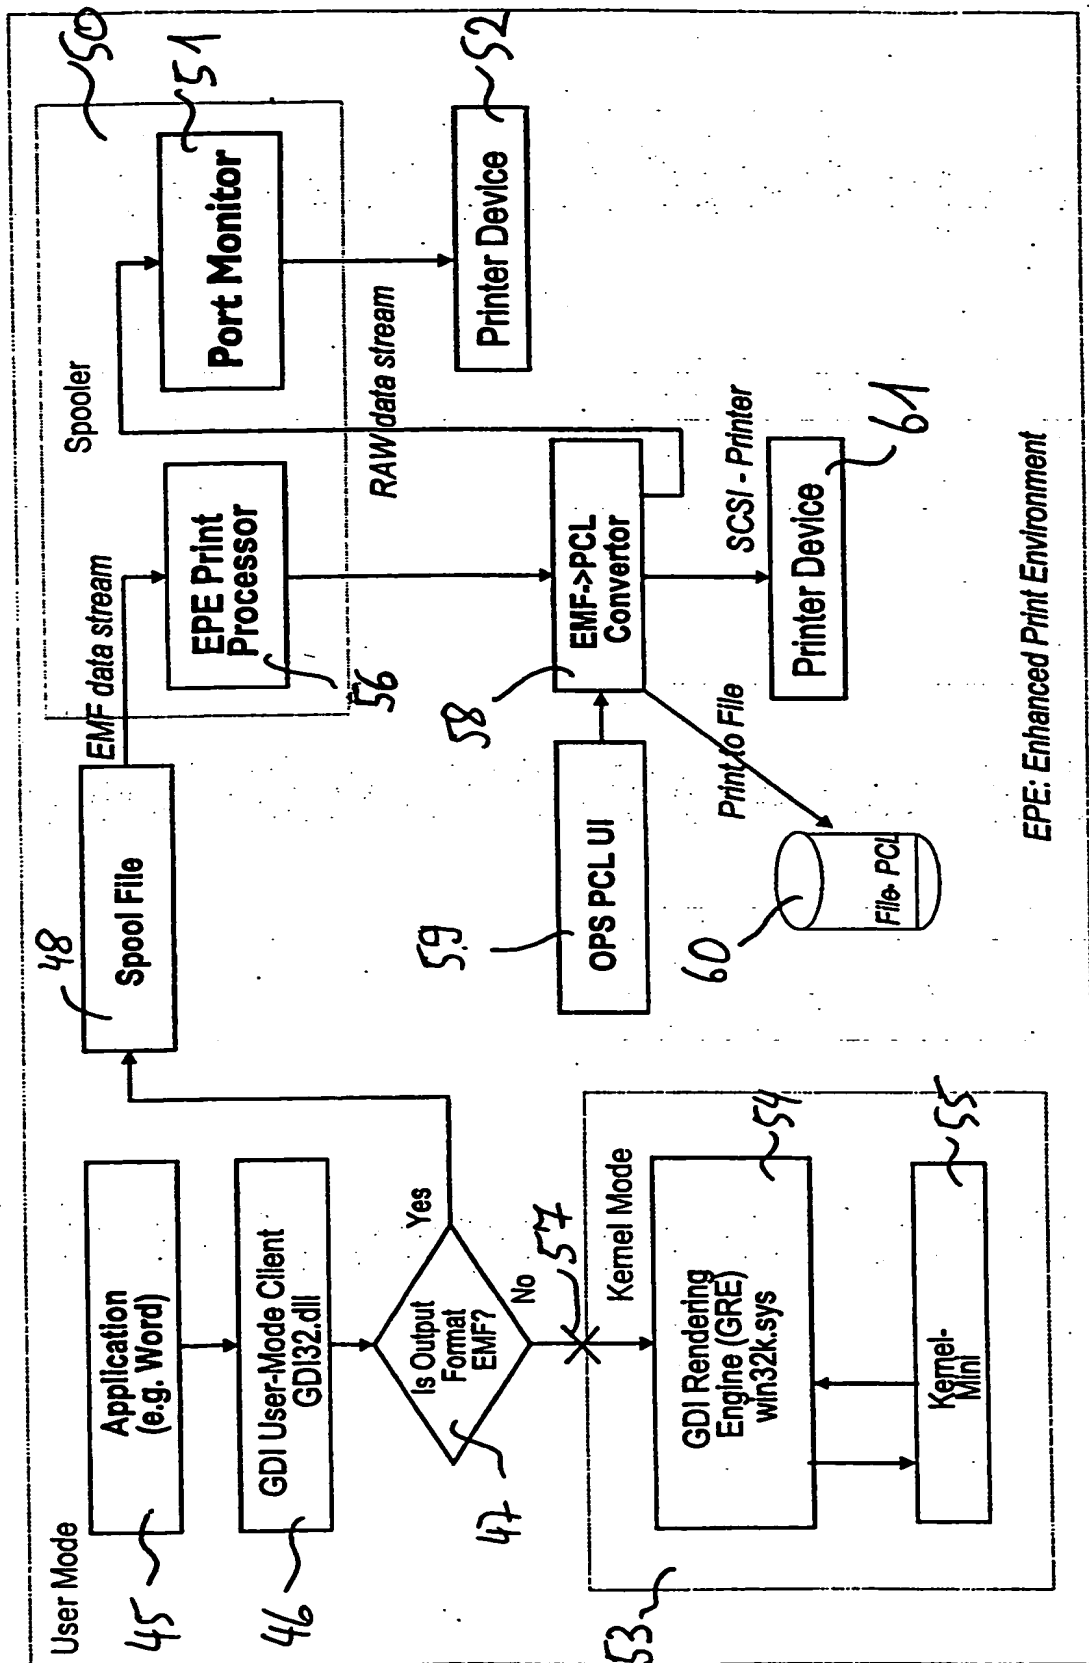 User Mode
45
Application
(e.g. Word)
46
GDI User-Mode Client
GDI32.dll
47
Is Output
Format
EMF?
Yes
No
57
53
Kernel Mode
GDI Rendering
Engine (GRE)
win32k.sys
54
Kernel-
Mini
55
48
Spool File
EMF data stream
Spooler
50
EPE Print
Processor
56
Port Monitor
51
RAW data stream
Printer Device
52
59
OPS PCL UI
58
EMF->PCL
Convertor
Print to File
60
File PCL
SCSI - Printer
Printer Device
61
EPE: Enhanced Print Environment